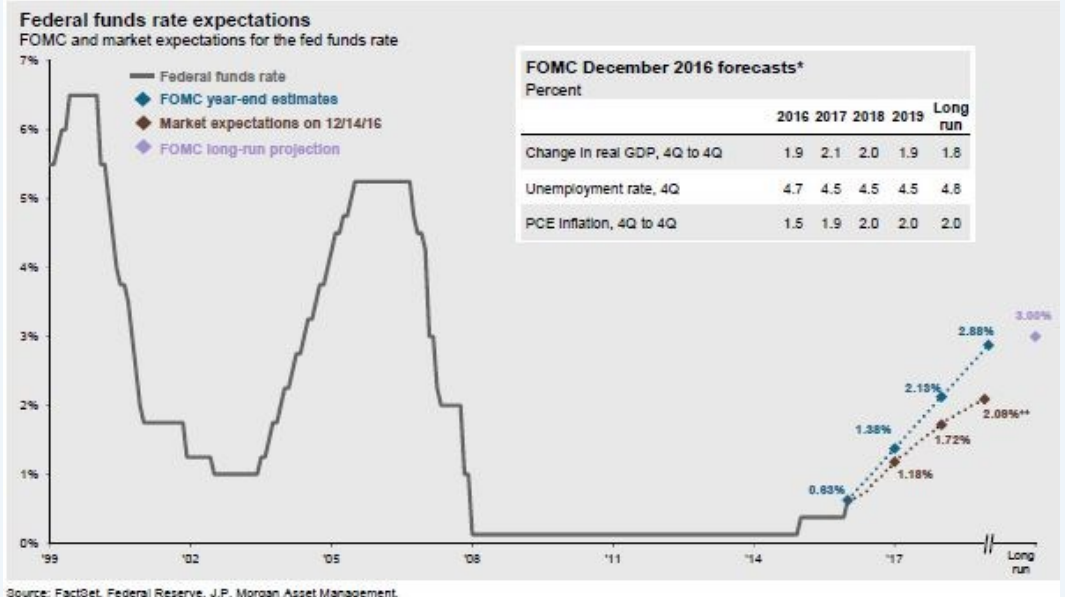 Federal funds rate expectations
FOMC and market expectations for the fed funds rate
7%
6%
5%
4%
3%
2%
1%
0%
Federal funds rate
FOMC year-end estimates
Market expectations on 12/14/16
FOMC long-run projection
FOMC December 2016 forecasts*
Percent
2016 2017 2018 2019 Long run
Change in real GDP, 4Q to 4Q 1.9 2.1 2.0 1.9 1.8
Unemployment rate, 4Q 4.7 4.5 4.5 4.5 4.8
PCE inflation, 4Q to 4Q 1.5 1.9 2.0 2.0 2.0
3.00%
2.88%
2.13%
2.09%**
1.38%
1.72%
1.18%
0.63%
'99 '02 '05 '08 '11 '14 '17 Long run
Source: FactSet, Federal Reserve, J.P. Morgan Asset Management.